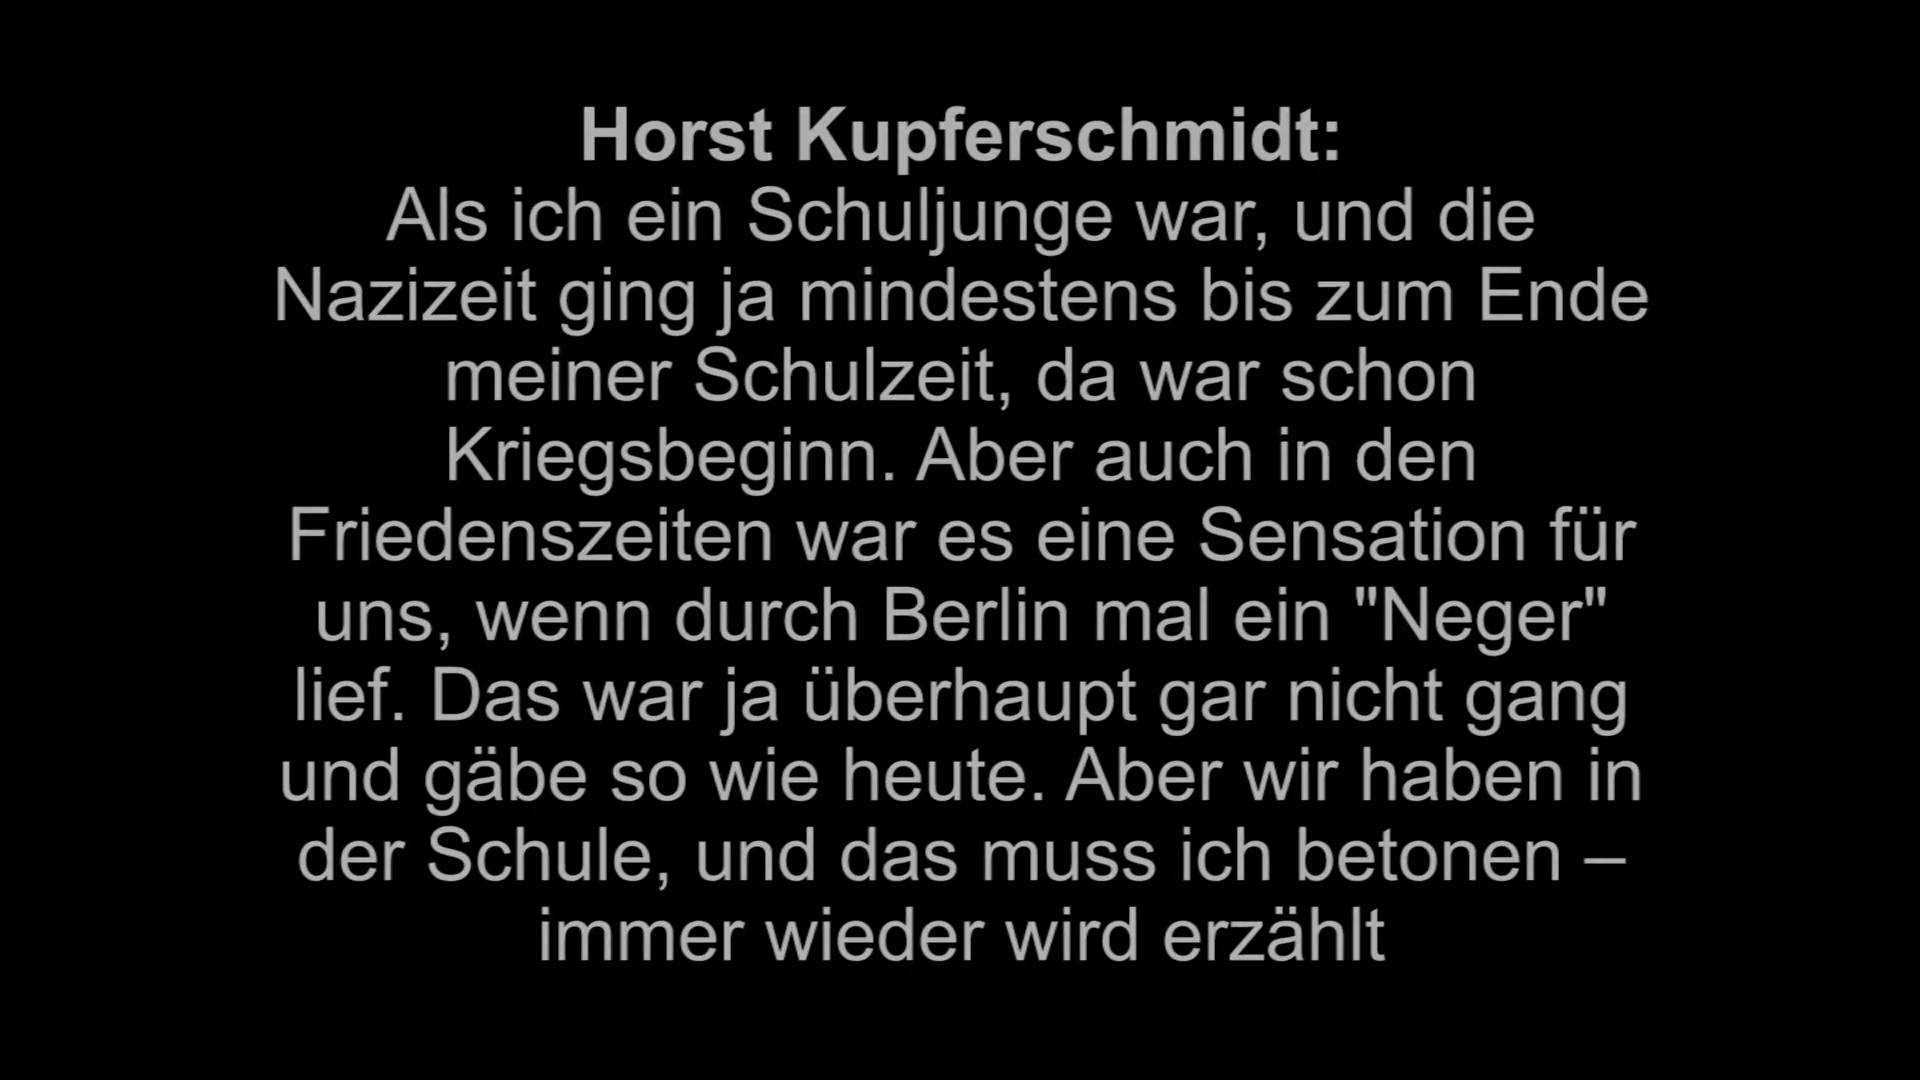 Horst Kupferschmidt:
Als ich ein Schuljunge war, und die
Nazizeit ging ja mindestens bis zum Ende
meiner Schulzeit, da war schon
Kriegsbeginn. Aber auch in den
Friedenszeiten war es eine Sensation für
uns, wenn durch Berlin mal ein "Neger"
lief. Das war ja überhaupt gar nicht gang
und gäbe so wie heute. Aber wir haben in
der Schule, und das muss ich betonen –
immer wieder wird erzählt